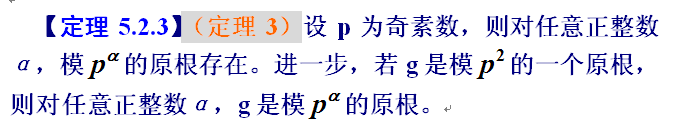 【定理 5.2.3】（定理 3）设 p 为奇素数，则对任意正整数
α，模 p^α 的原根存在。进一步，若 g 是模 p^2 的一个原根，
则对任意正整数 α，g 是模 p^α 的原根。